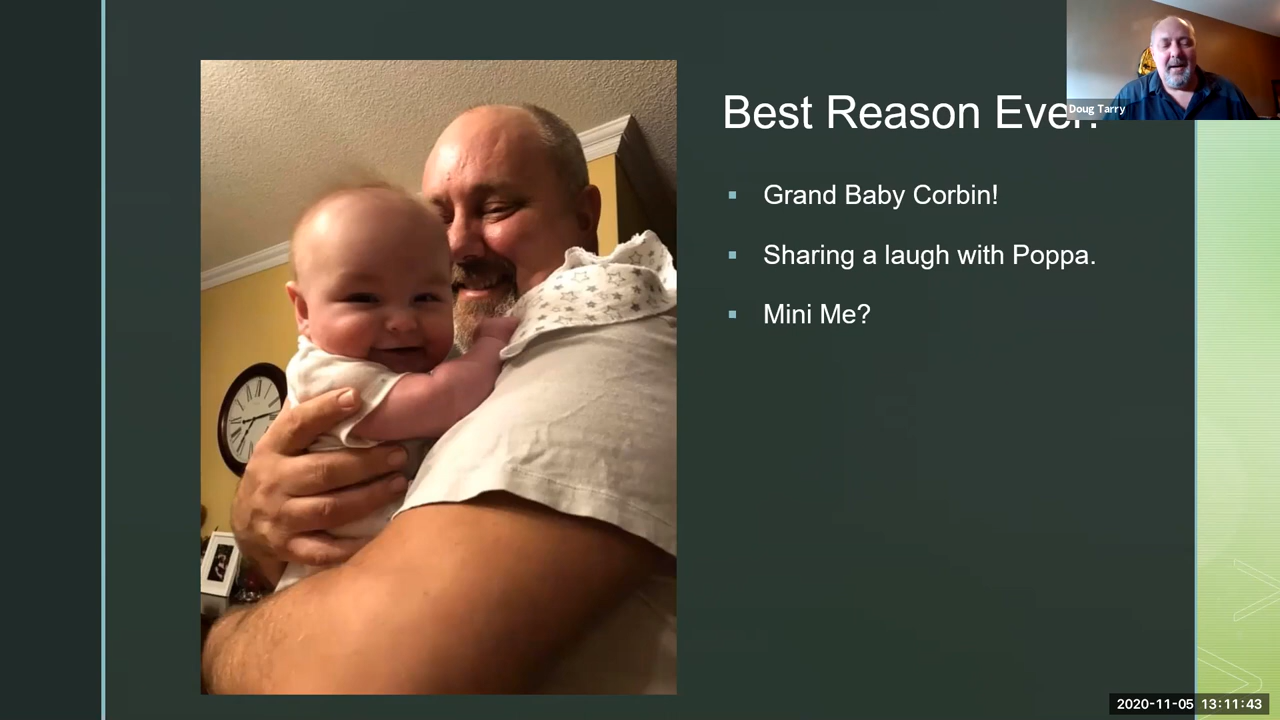 Best Reason Ever!
Doug Tarry
Grand Baby Corbin!
Sharing a laugh with Poppa.
Mini Me?
2020-11-05 13:11:43